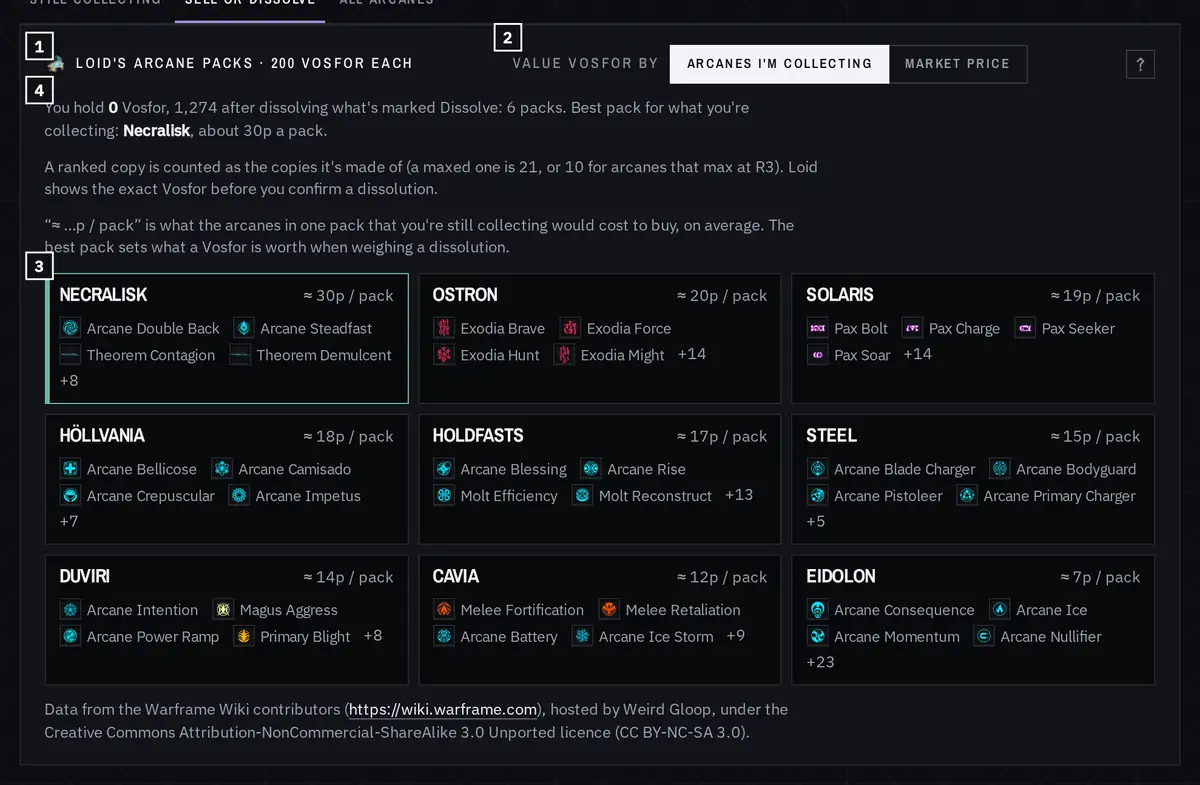 STILL COLLECTING SELL OR DISSOLVE ALL ARCANES
1
2
LOID'S ARCANE PACKS · 200 VOSFOR EACH
VALUE VOSFOR BY ARCANES I'M COLLECTING MARKET PRICE ?
4
You hold 0 Vosfor, 1,274 after dissolving what's marked Dissolve: 6 packs. Best pack for what you're
collecting: Necralisk, about 30p a pack.
A ranked copy is counted as the copies it's made of (a maxed one is 21, or 10 for arcanes that max at R3). Loid
shows the exact Vosfor before you confirm a dissolution.
“≈ …p / pack” is what the arcanes in one pack that you're still collecting would cost to buy, on average. The
best pack sets what a Vosfor is worth when weighing a dissolution.
3
NECRALISK ≈ 30p / pack
Arcane Double Back Arcane Steadfast
Theorem Contagion Theorem Demulcent
+8
OSTRON ≈ 20p / pack
Exodia Brave Exodia Force
Exodia Hunt Exodia Might +14
SOLARIS ≈ 19p / pack
Pax Bolt Pax Charge Pax Seeker
Pax Soar +14
HÖLLVANIA ≈ 18p / pack
Arcane Bellicose Arcane Camisado
Arcane Crepuscular Arcane Impetus
+7
HOLDFASTS ≈ 17p / pack
Arcane Blessing Arcane Rise
Molt Efficiency Molt Reconstruct +13
STEEL ≈ 15p / pack
Arcane Blade Charger Arcane Bodyguard
Arcane Pistoleer Arcane Primary Charger
+5
DUVIRI ≈ 14p / pack
Arcane Intention Magus Aggress
Arcane Power Ramp Primary Blight +8
CAVIA ≈ 12p / pack
Melee Fortification Melee Retaliation
Arcane Battery Arcane Ice Storm +9
EIDOLON ≈ 7p / pack
Arcane Consequence Arcane Ice
Arcane Momentum Arcane Nullifier
+23
Data from the Warframe Wiki contributors (https://wiki.warframe.com), hosted by Weird Gloop, under the
Creative Commons Attribution-NonCommercial-ShareAlike 3.0 Unported licence (CC BY-NC-SA 3.0).